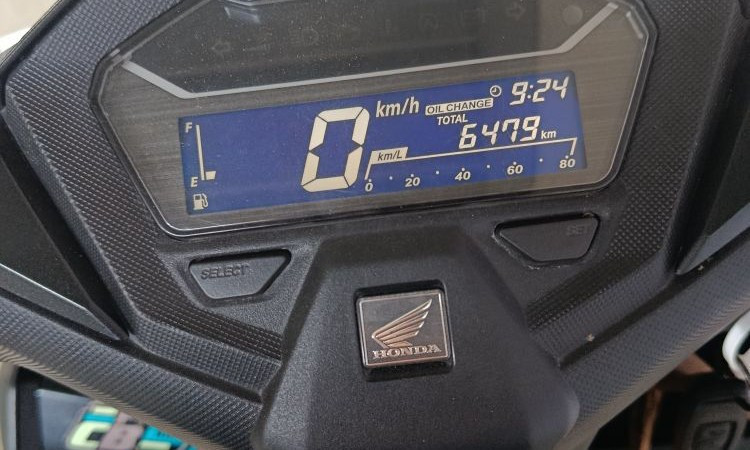 F
E
0 km/h
OIL CHANGE
9:24
TOTAL
6479 km
km/L
0 20 40 60 80
SELECT
SET
HONDA